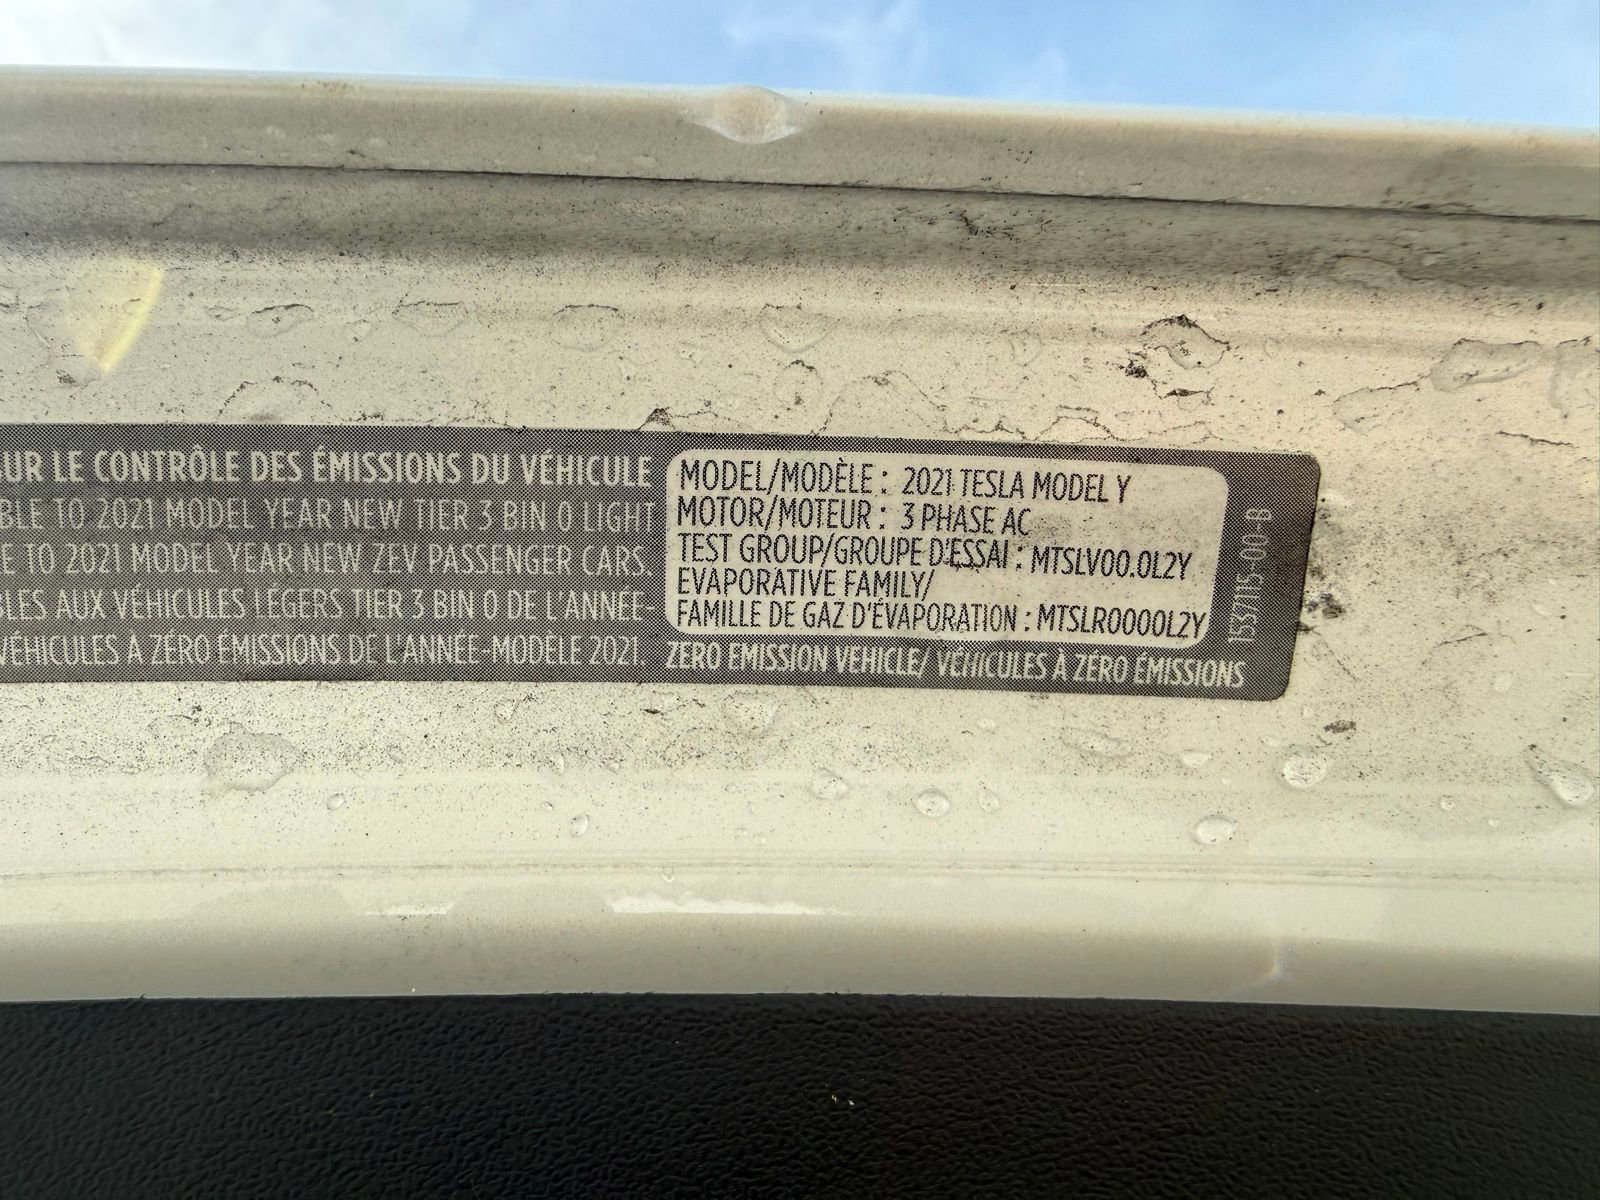 SUR LE CONTRÔLE DES ÉMISSIONS DU VÉHICULE
BLE TO 2021 MODEL YEAR NEW TIER 3 BIN 0 LIGHT
E TO 2021 MODEL YEAR NEW ZEV PASSENGER CARS.
BLES AUX VÉHICULES LÉGERS TIER 3 BIN 0 DE L'ANNÉE-
VÉHICULES À ZÉRO ÉMISSIONS DE L'ANNÉE-MODÈLE 2021.
MODEL/MODÈLE : 2021 TESLA MODEL Y
MOTOR/MOTEUR : 3 PHASE AC
TEST GROUP/GROUPE D'ESSAI : MTSLV00.0L2Y
EVAPORATIVE FAMILY/
FAMILLE DE GAZ D'ÉVAPORATION : MTSLR0000L2Y
ZERO EMISSION VEHICLE/ VÉHICULES À ZÉRO ÉMISSIONS
1537115-00-B